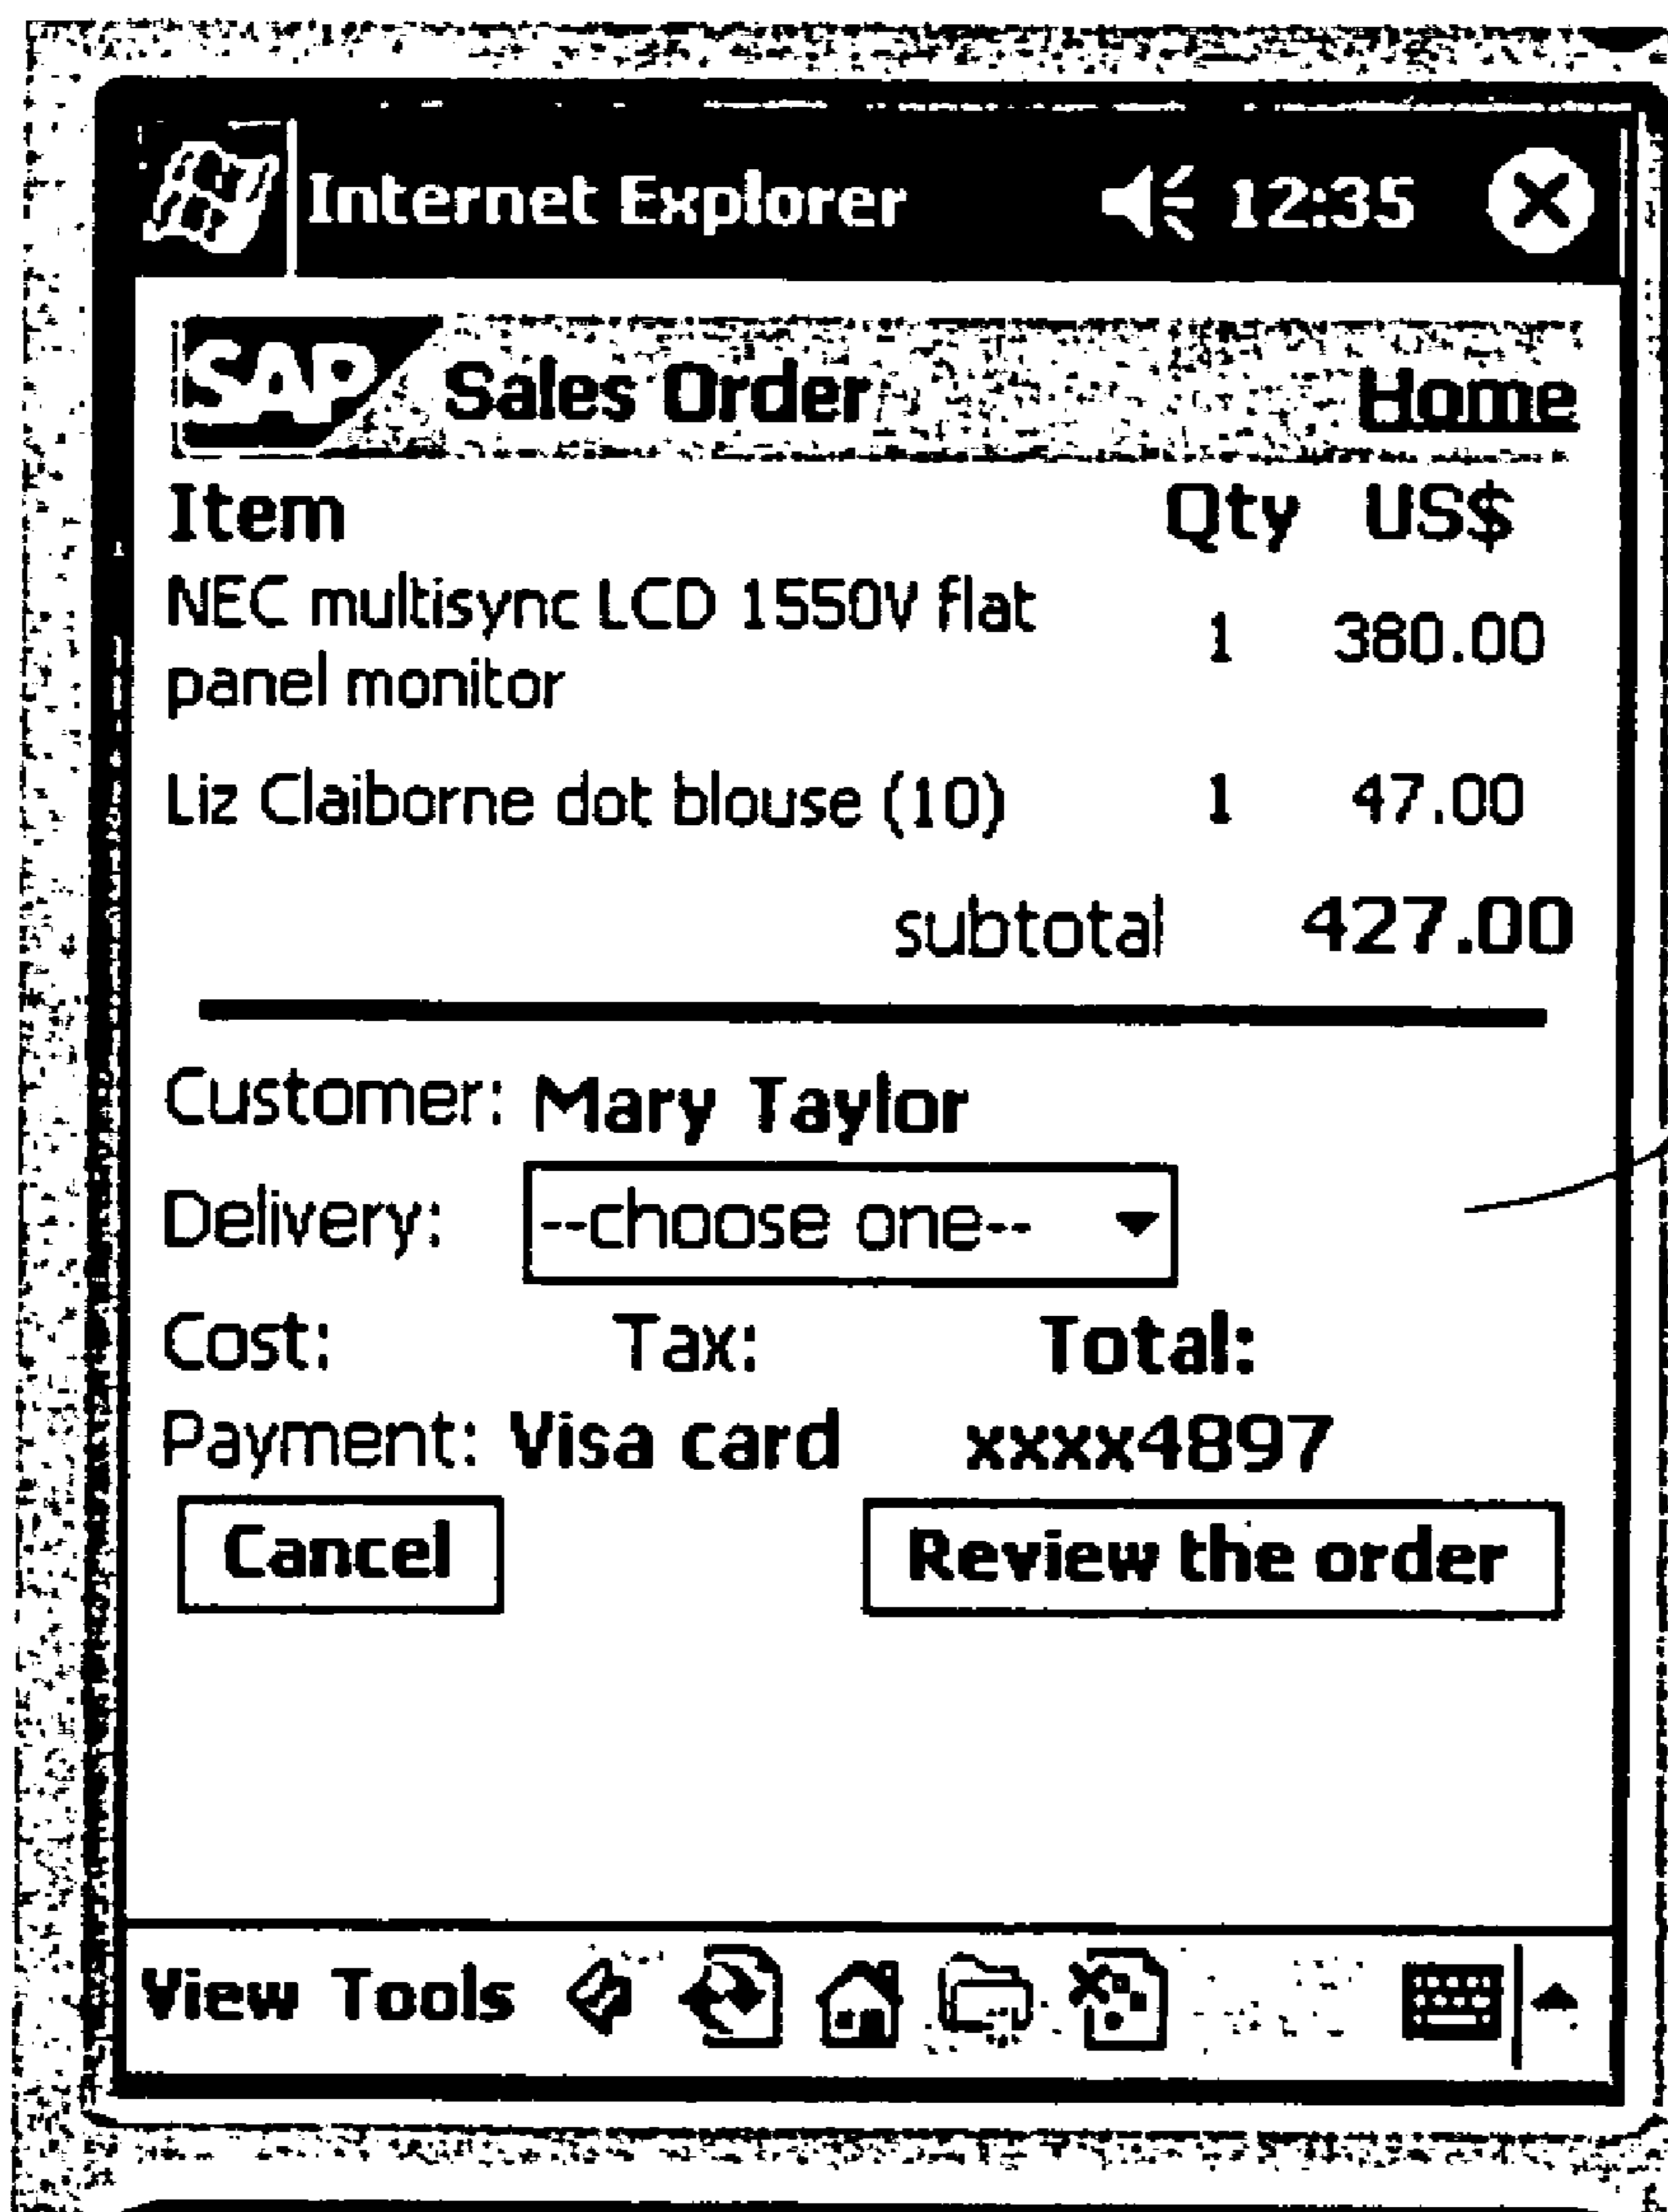 Internet Explorer 12:35
SAP Sales Order Home
Item Qty US$
NEC multisync LCD 1550V flat
panel monitor 1 380.00
Liz Claiborne dot blouse (10) 1 47.00
subtotal 427.00
Customer: Mary Taylor
Delivery: --choose one--
Cost: Tax: Total:
Payment: Visa card xxxx4897
Cancel Review the order
View Tools